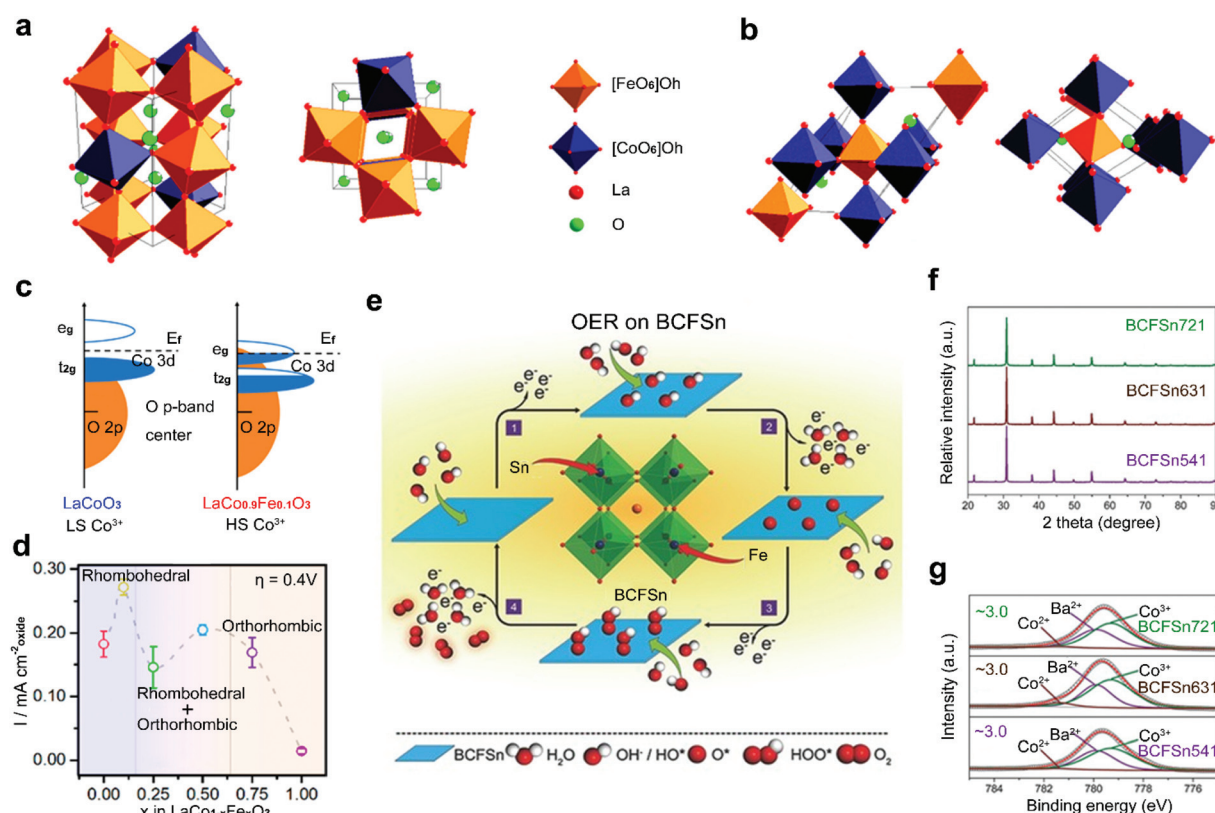 a
[FeO6]Oh
[CoO6]Oh
La
O
b
c
eg
Ef
Co 3d
t2g
O 2p
O p-band
center
LaCoO3
LS Co3+
eg
Ef
Co 3d
t2g
O 2p
LaCo0.9Fe0.1O3
HS Co3+
d
I / mA cm-2oxide
0.30
0.20
0.10
0.00
Rhombohedral
η = 0.4V
Orthorhombic
Rhombohedral
+
Orthorhombic
0.00 0.25 0.50 0.75 1.00
x in LaCo1-xFexO3
e
OER on BCFSn
e- e- e- e-
1
2
e- e- e- e-
Sn
Fe
BCFSn
e- e- e- e-
4
3
e- e- e- e-
BCFSn H2O OH- / HO* O* HOO* O2
f
Relative intensity (a.u.)
BCFSn721
BCFSn631
BCFSn541
20 30 40 50 60 70 80 90
2 theta (degree)
g
Intensity (a.u.)
~3.0 Co2+ Ba2+ Co3+
BCFSn721
~3.0 Co2+ Ba2+ Co3+
BCFSn631
~3.0 Co2+ Ba2+ Co3+
BCFSn541
784 782 780 778 776
Binding energy (eV)